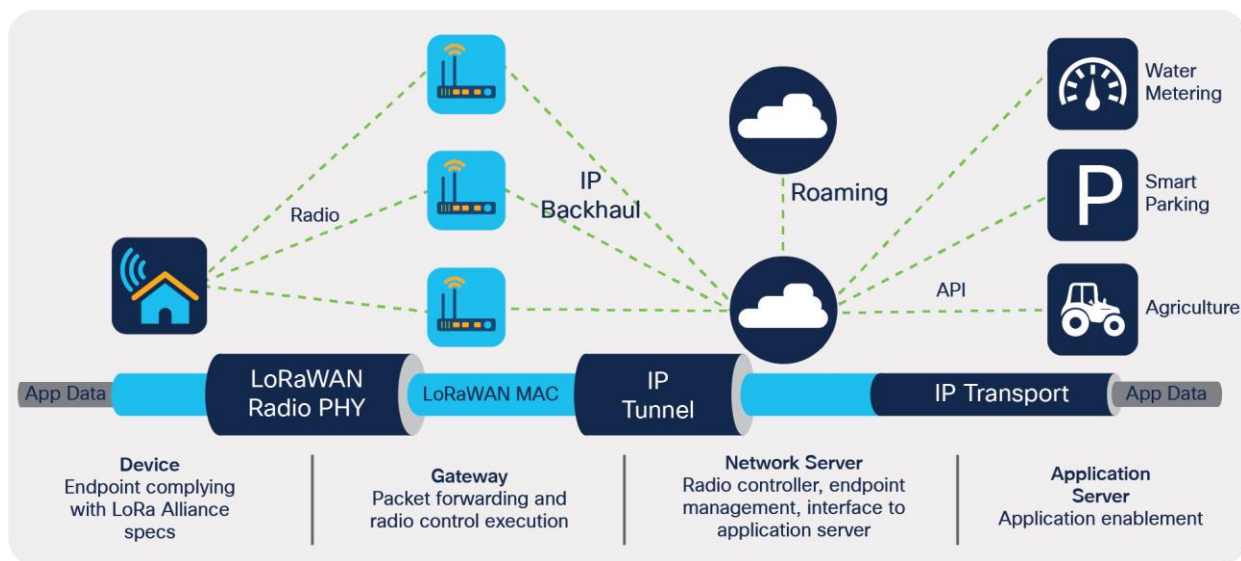 Water
Metering
IP
Backhaul
Roaming
Smart
Parking
P
Radio
API
Agriculture
App Data
LoRaWAN
Radio PHY
LoRaWAN MAC
IP
Tunnel
IP Transport
App Data
Device
Endpoint complying
with LoRa Alliance
specs
Gateway
Packet forwarding and
radio control execution
Network Server
Radio controller, endpoint
management, interface to
application server
Application
Server
Application enablement